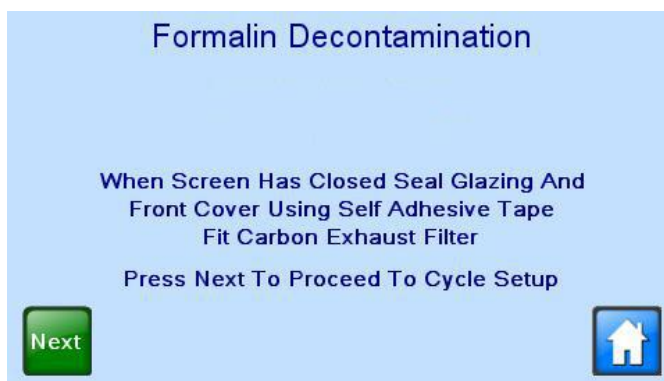 Formalin Decontamination
When Screen Has Closed Seal Glazing And
Front Cover Using Self Adhesive Tape
Fit Carbon Exhaust Filter
Press Next To Proceed To Cycle Setup
Next